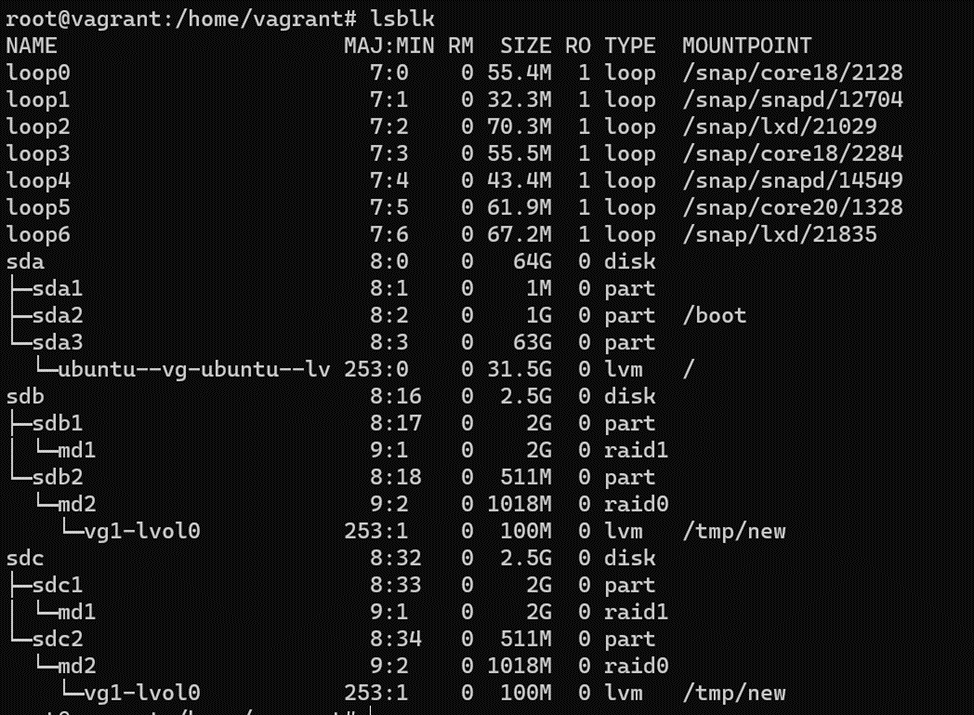 root@vagrant:/home/vagrant# lsblk
NAME                      MAJ:MIN RM   SIZE RO TYPE  MOUNTPOINT
loop0                       7:0    0  55.4M  1 loop  /snap/core18/2128
loop1                       7:1    0  32.3M  1 loop  /snap/snapd/12704
loop2                       7:2    0  70.3M  1 loop  /snap/lxd/21029
loop3                       7:3    0  55.5M  1 loop  /snap/core18/2284
loop4                       7:4    0  43.4M  1 loop  /snap/snapd/14549
loop5                       7:5    0  61.9M  1 loop  /snap/core20/1328
loop6                       7:6    0  67.2M  1 loop  /snap/lxd/21835
sda                         8:0    0    64G  0 disk
├─sda1                      8:1    0     1M  0 part
├─sda2                      8:2    0     1G  0 part  /boot
└─sda3                      8:3    0    63G  0 part
  └─ubuntu--vg-ubuntu--lv 253:0    0  31.5G  0 lvm   /
sdb                         8:16   0   2.5G  0 disk
├─sdb1                      8:17   0     2G  0 part
│ └─md1                     9:1    0     2G  0 raid1
└─sdb2                      8:18   0   511M  0 part
  └─md2                     9:2    0  1018M  0 raid0
    └─vg1-lvol0           253:1    0   100M  0 lvm   /tmp/new
sdc                         8:32   0   2.5G  0 disk
├─sdc1                      8:33   0     2G  0 part
│ └─md1                     9:1    0     2G  0 raid1
└─sdc2                      8:34   0   511M  0 part
  └─md2                     9:2    0  1018M  0 raid0
    └─vg1-lvol0           253:1    0   100M  0 lvm   /tmp/new